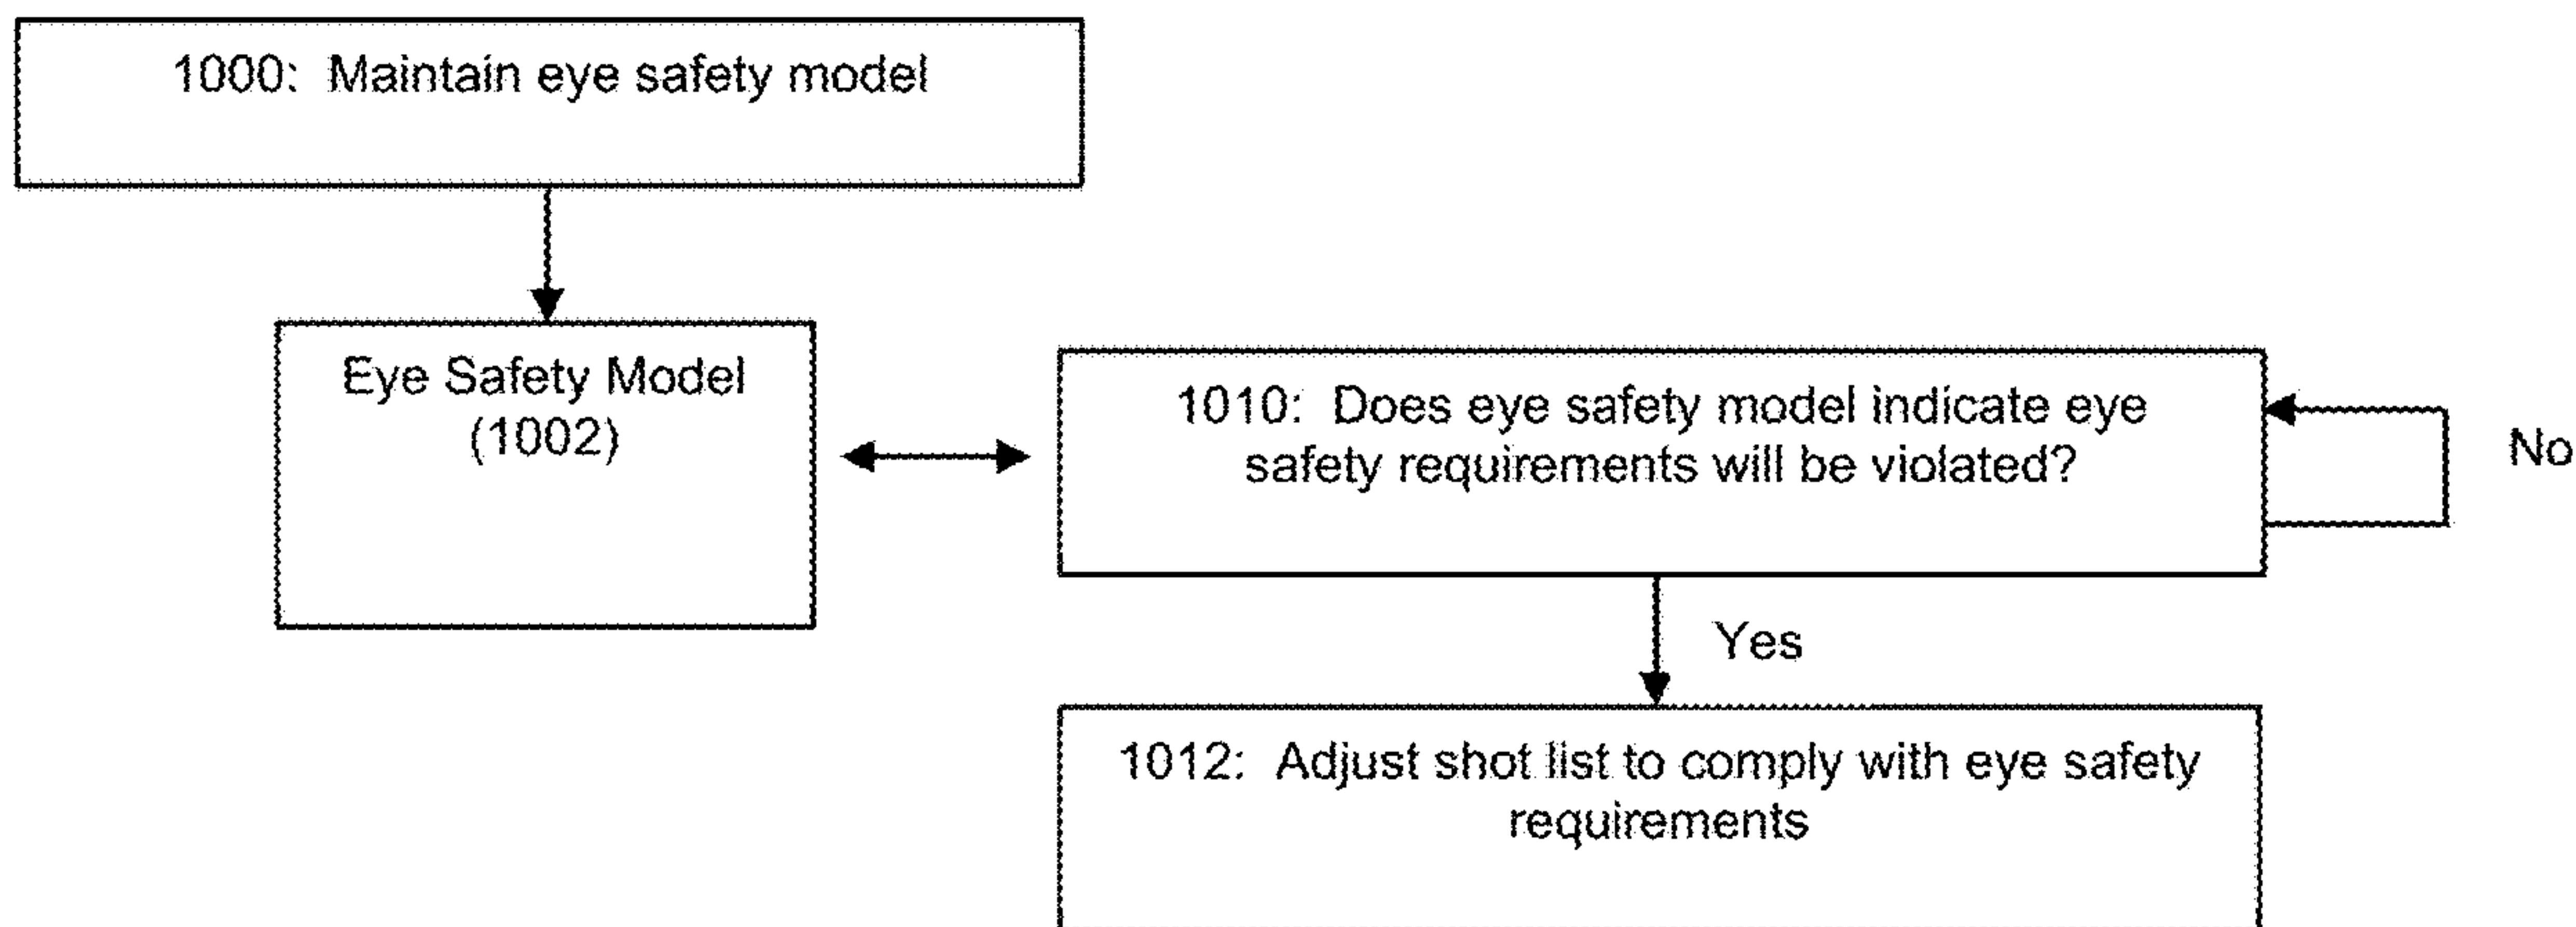 1000: Maintain eye safety model
Eye Safety Model
(1002)
1010: Does eye safety model indicate eye
safety requirements will be violated?
No
Yes
1012: Adjust shot list to comply with eye safety
requirements